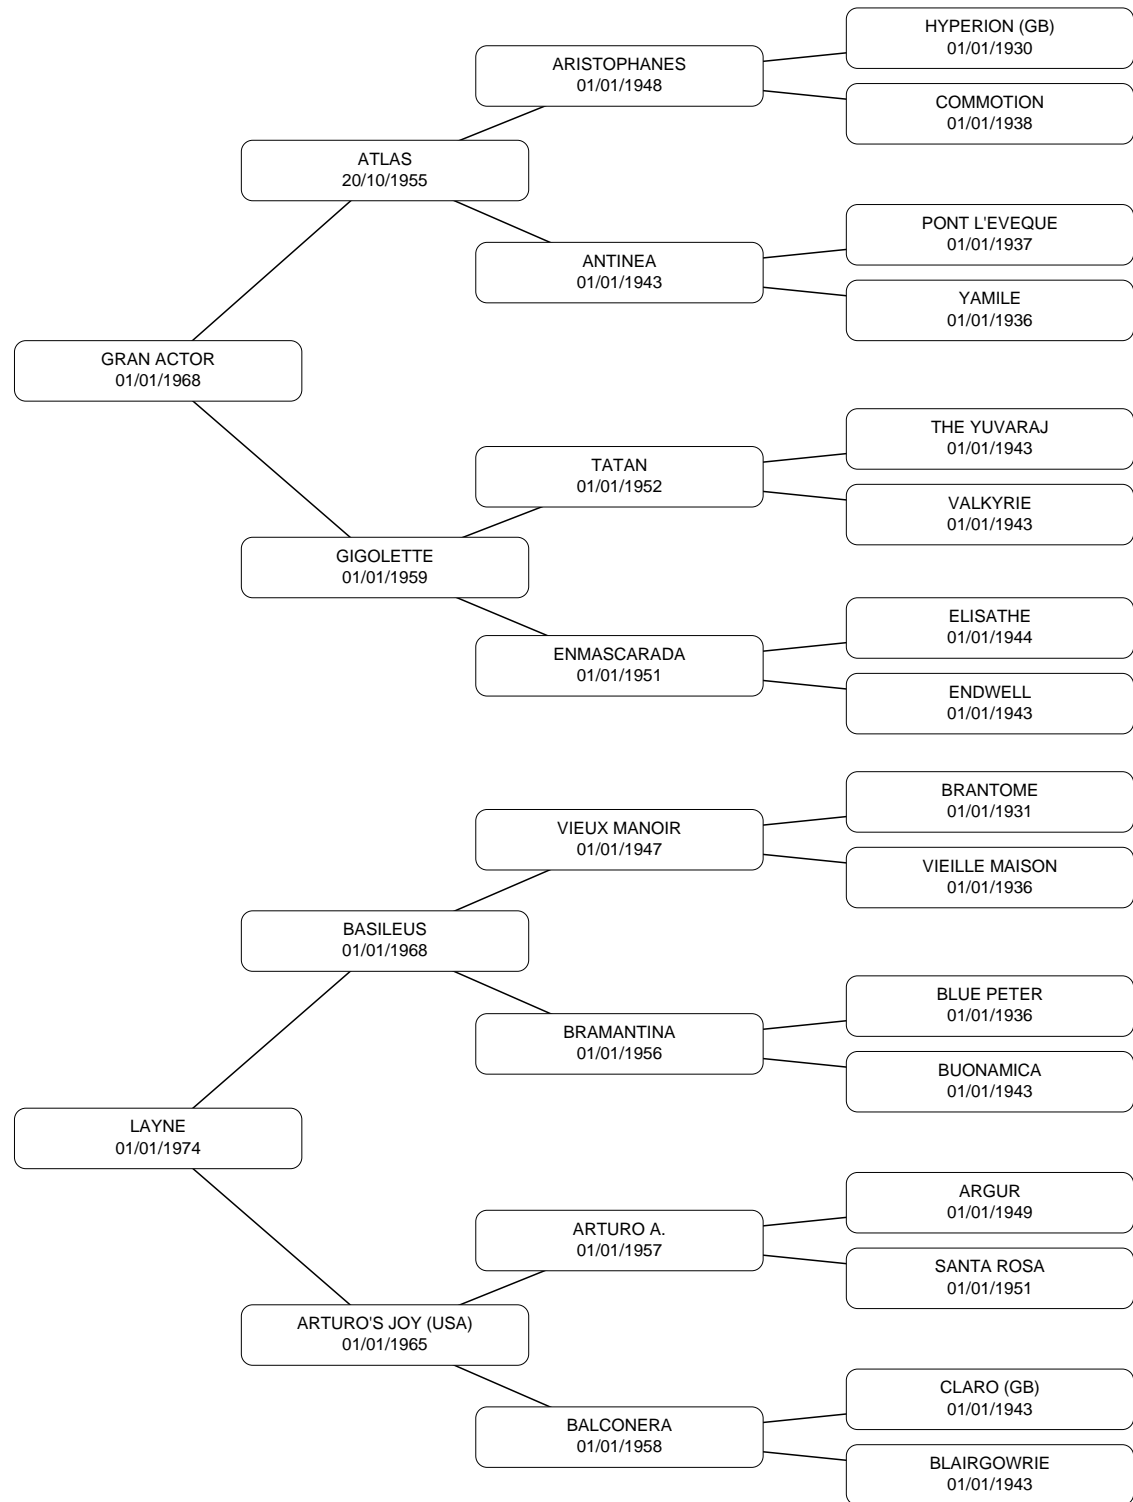 HYPERION (GB)
01/01/1930
ARISTOPHANES
01/01/1948
COMMOTION
01/01/1938
ATLAS
20/10/1955
PONT L'EVEQUE
01/01/1937
ANTINEA
01/01/1943
YAMILE
01/01/1936
GRAN ACTOR
01/01/1968
THE YUVARAJ
01/01/1943
TATAN
01/01/1952
VALKYRIE
01/01/1943
GIGOLETTE
01/01/1959
ELISATHE
01/01/1944
ENMASCARADA
01/01/1951
ENDWELL
01/01/1943
BRANTOME
01/01/1931
VIEUX MANOIR
01/01/1947
VIEILLE MAISON
01/01/1936
BASILEUS
01/01/1968
BLUE PETER
01/01/1936
BRAMANTINA
01/01/1956
BUONAMICA
01/01/1943
LAYNE
01/01/1974
ARGUR
01/01/1949
ARTURO A.
01/01/1957
SANTA ROSA
01/01/1951
ARTURO'S JOY (USA)
01/01/1965
CLARO (GB)
01/01/1943
BALCONERA
01/01/1958
BLAIRGOWRIE
01/01/1943